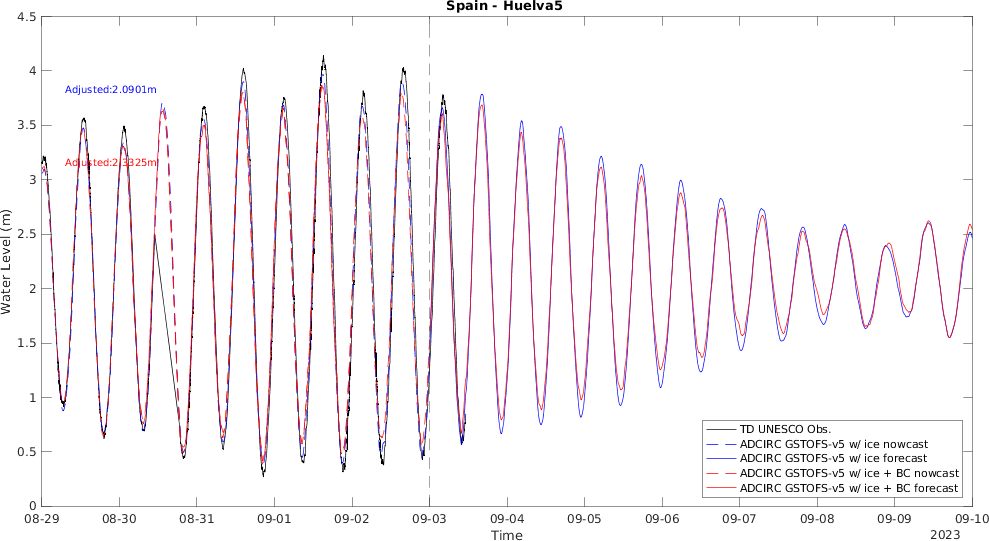 Spain - Huelva5
4.5
4
3.5
3
2.5
2
1.5
1
0.5
0
Water Level (m)
Adjusted:2.0901m
Adjusted:2.3325m
TD UNESCO Obs.
ADCIRC GSTOFS-v5 w/ ice nowcast
ADCIRC GSTOFS-v5 w/ ice forecast
ADCIRC GSTOFS-v5 w/ ice + BC nowcast
ADCIRC GSTOFS-v5 w/ ice + BC forecast
08-29 08-30 08-31 09-01 09-02 09-03 09-04 09-05 09-06 09-07 09-08 09-09 09-10
Time
2023